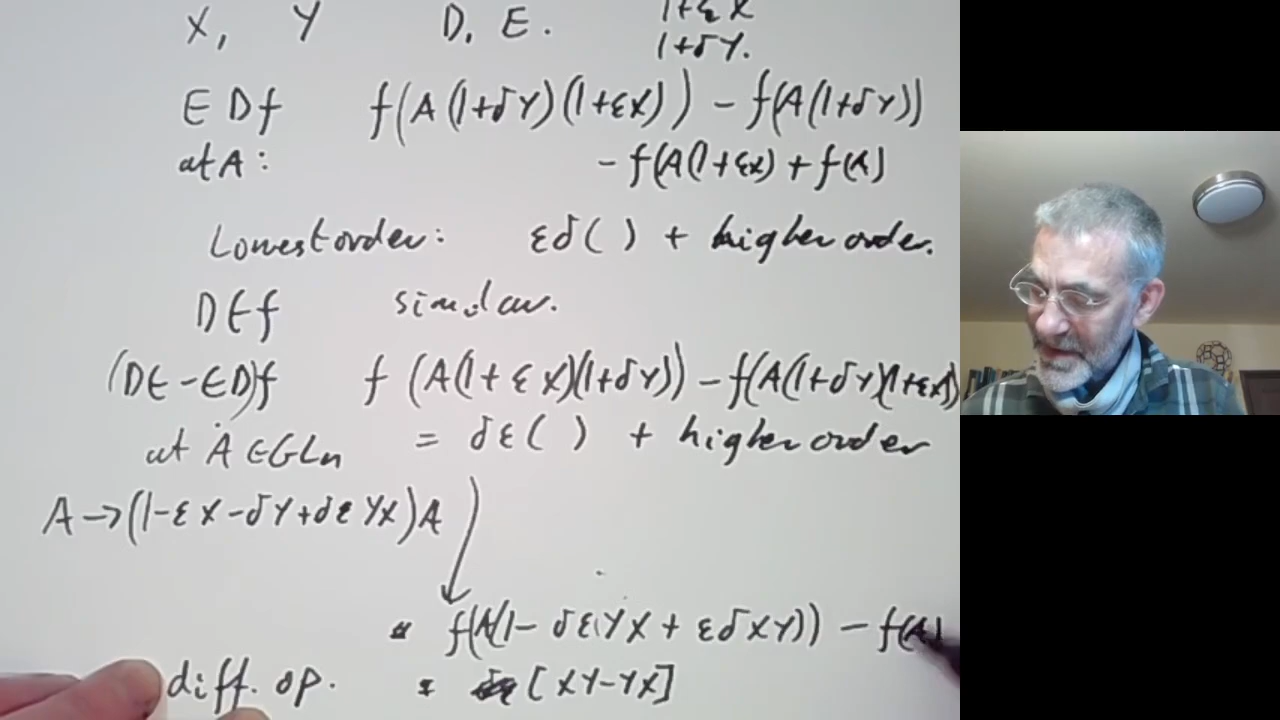 X, Y D, E. 1+εX
1+δY.
E D f f(A(1+δY)(1+εX)) - f(A(1+δY))
at A: - f(A(1+εX) + f(A)
Lowest order: εδ( ) + higher order.
D E f similar.
(DE - ED)f f (A(1+εX)(1+δY)) - f(A(1+δY)(1+εX))
at A ∈ GLn = δε( ) + higher order
A → (1-εX-δY+δεYX)A
= f(A(1-δεYX + εδXY)) - f(A)
diff. op. = [XY-YX]